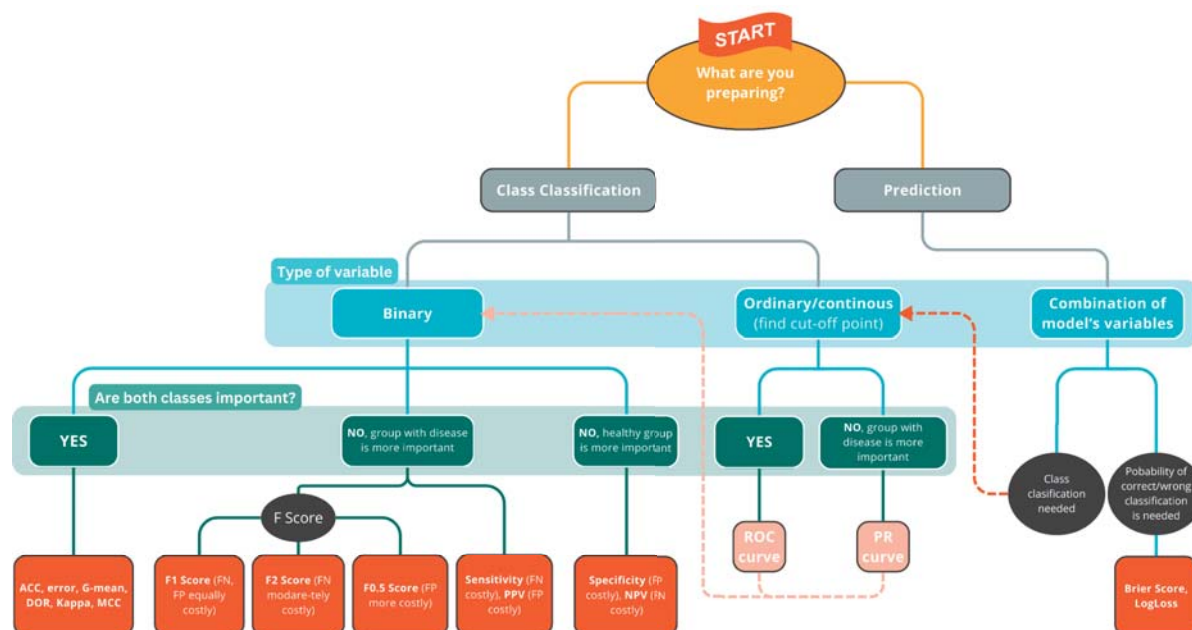 START
What are you
preparing?
Class Classification
Prediction
Type of variable
Binary
Ordinary/continous
(find cut-off point)
Combination of
model's variables
Are both classes important?
YES
NO, group with disease
is more important
NO, healthy group
is more important
YES
NO, group with
disease is more
important
Class
clasification
needed
Pobability of
correct/wrong
classification
is needed
F Score
ROC
curve
PR
curve
ACC, error, G-mean,
DOR, Kappa, MCC
F1 Score (FN,
FP equally
costly)
F2 Score (FN
modare-tely
costly)
F0.5 Score (FP
more costly)
Sensitivity (FN
costly), PPV (FP
costly)
Specificity (FP
costly), NPV (FN
costly)
Brier Score,
LogLoss